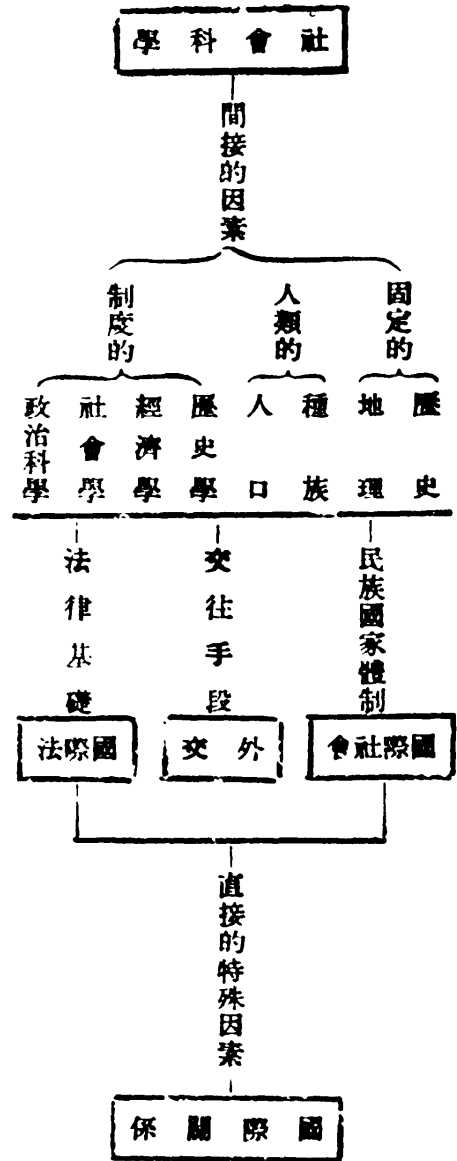 社會科學
間接的因素
固定的
人類的
制度的
歷史
地理
種族
人口
歷史學
經濟學
社會學
政治科學
民族國家體制
交往手段
法律基礎
國際社會
外交
國際法
直接的特殊因素
國際關係